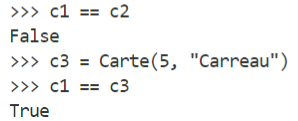 >>> c1 == c2
False
>>> c3 = Carte(5, "Carreau")
>>> c1 == c3
True